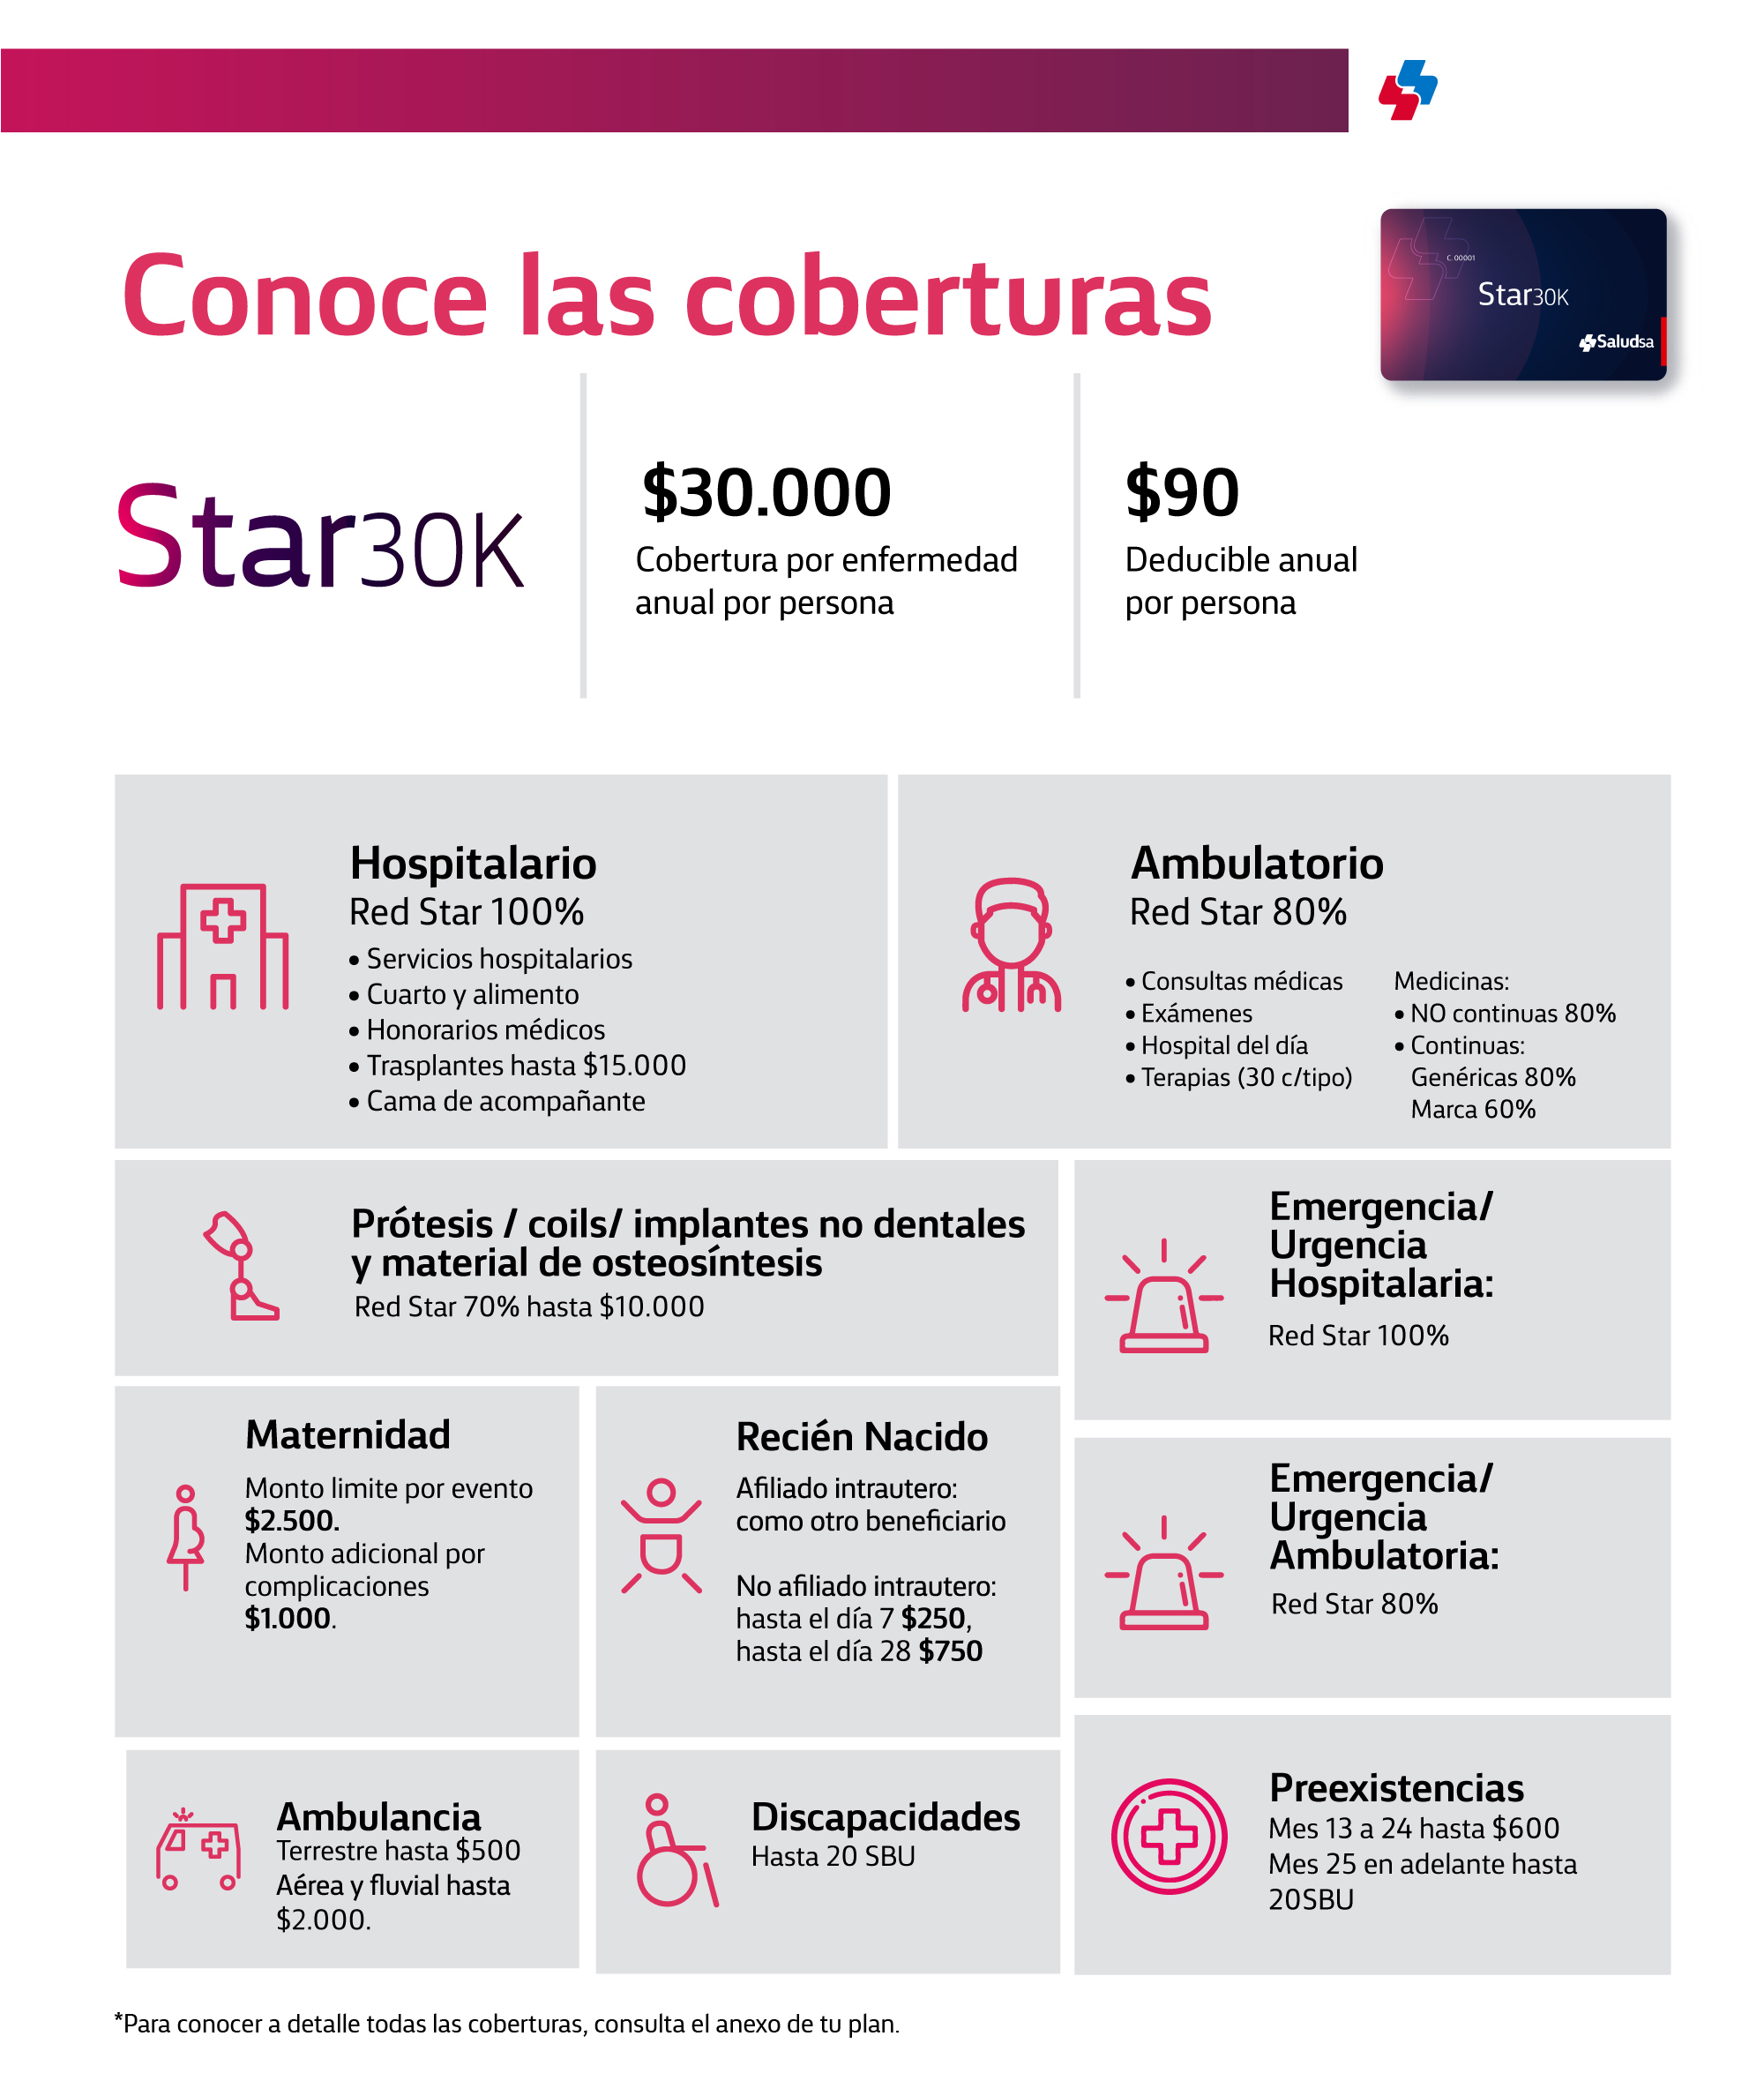 Conoce las coberturas
C. 00001
Star30K
Saludsa
Star30K
$30.000
Cobertura por enfermedad
anual por persona
$90
Deducible anual
por persona
Hospitalario
Red Star 100%
• Servicios hospitalarios
• Cuarto y alimento
• Honorarios médicos
• Trasplantes hasta $15.000
• Cama de acompañante
Ambulatorio
Red Star 80%
• Consultas médicas
• Exámenes
• Hospital del día
• Terapias (30 c/tipo)
Medicinas:
• NO continuas 80%
• Continuas:
Genéricas 80%
Marca 60%
Prótesis / coils/ implantes no dentales
y material de osteosíntesis
Red Star 70% hasta $10.000
Emergencia/
Urgencia
Hospitalaria:
Red Star 100%
Maternidad
Monto limite por evento
$2.500.
Monto adicional por
complicaciones
$1.000.
Recién Nacido
Afiliado intrautero:
como otro beneficiario
No afiliado intrautero:
hasta el día 7 $250,
hasta el día 28 $750
Emergencia/
Urgencia
Ambulatoria:
Red Star 80%
Ambulancia
Terrestre hasta $500
Aérea y fluvial hasta
$2.000.
Discapacidades
Hasta 20 SBU
Preexistencias
Mes 13 a 24 hasta $600
Mes 25 en adelante hasta
20SBU
*Para conocer a detalle todas las coberturas, consulta el anexo de tu plan.